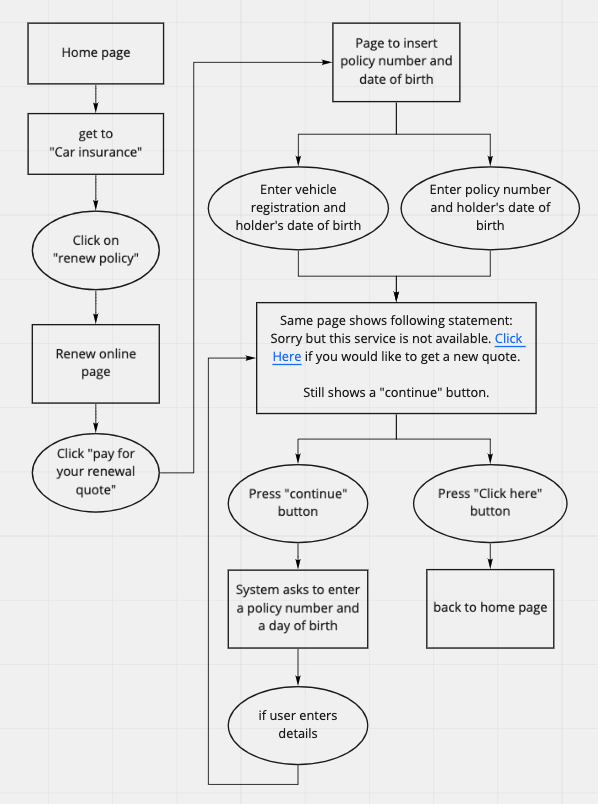 Home page
get to
"Car insurance"
Click on
"renew policy"
Renew online
page
Click "pay for
your renewal
quote"
Page to insert
policy number and
date of birth
Enter vehicle
registration and
holder's date of birth
Enter policy number
and holder's date of
birth
Same page shows following statement:
Sorry but this service is not available. Click
Here if you would like to get a new quote.
Still shows a "continue" button.
Press "continue"
button
Press "Click here"
button
System asks to enter
a policy number and
a day of birth
back to home page
if user enters
details